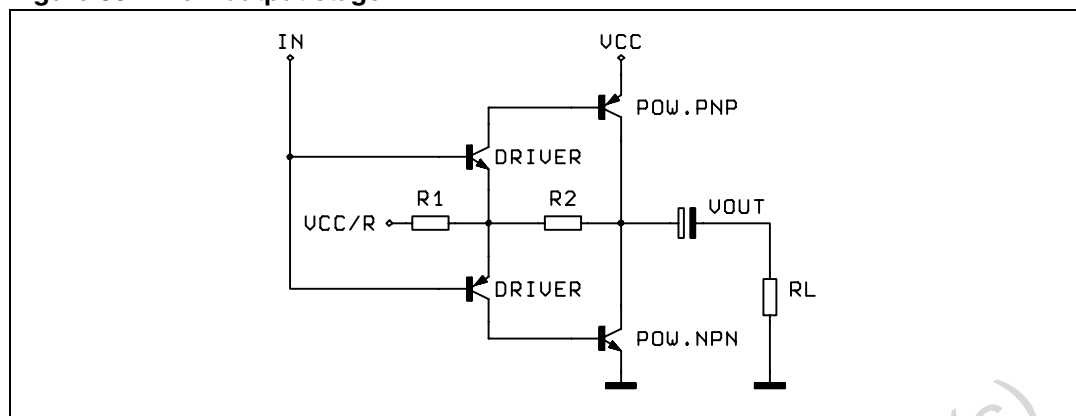 IN
VCC
POW.PNP
DRIVER
R1
R2
VCC/R
VOUT
DRIVER
RL
POW.NPN